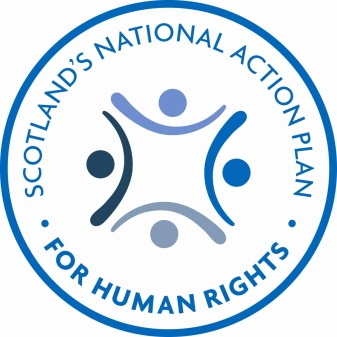 SCOTLAND'S NATIONAL ACTION PLAN
• FOR HUMAN RIGHTS •